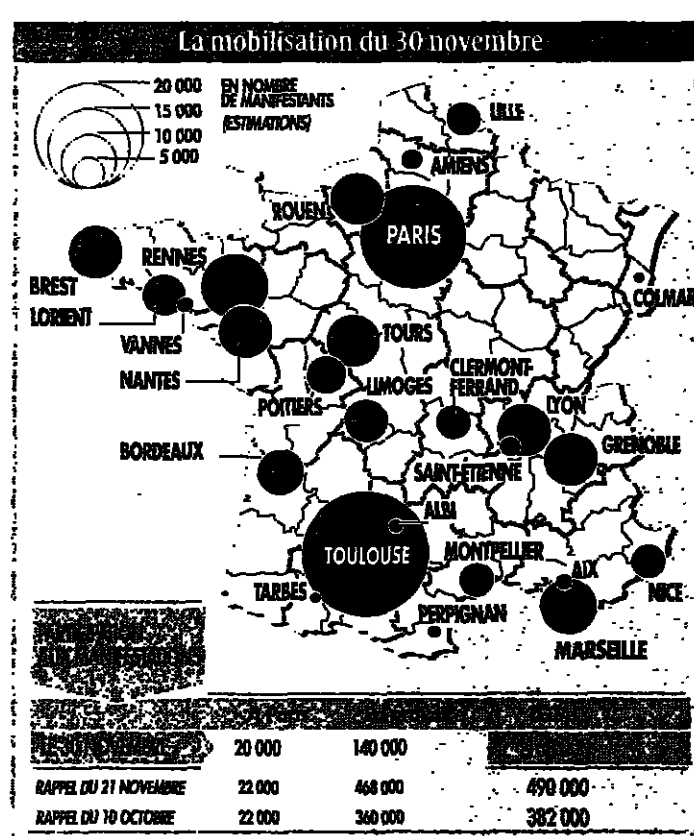 La mobilisation du 30 novembre
20 000
15 000
10 000
5 000
EN NOMBRE
DE MANIFESTANTS
(ESTIMATIONS)
LILLE
AMIENS
ROUEN
PARIS
RENNES
BREST
LORIENT
COLMAR
VANNES
TOURS
NANTES
CLERMONT-
FERRAND
LIMOGES
POITIERS
LYON
BORDEAUX
GRENOBLE
SAINT-ETIENNE
ALBI
TOULOUSE
MONTPELLIER
AIX
NICE
TARBES
PERPIGNAN
MARSEILLE
20 000 140 000
RAPPEL DU 21 NOVEMBRE 22 000 468 000 490 000
RAPPEL DU 10 OCTOBRE 22 000 360 000 382 000